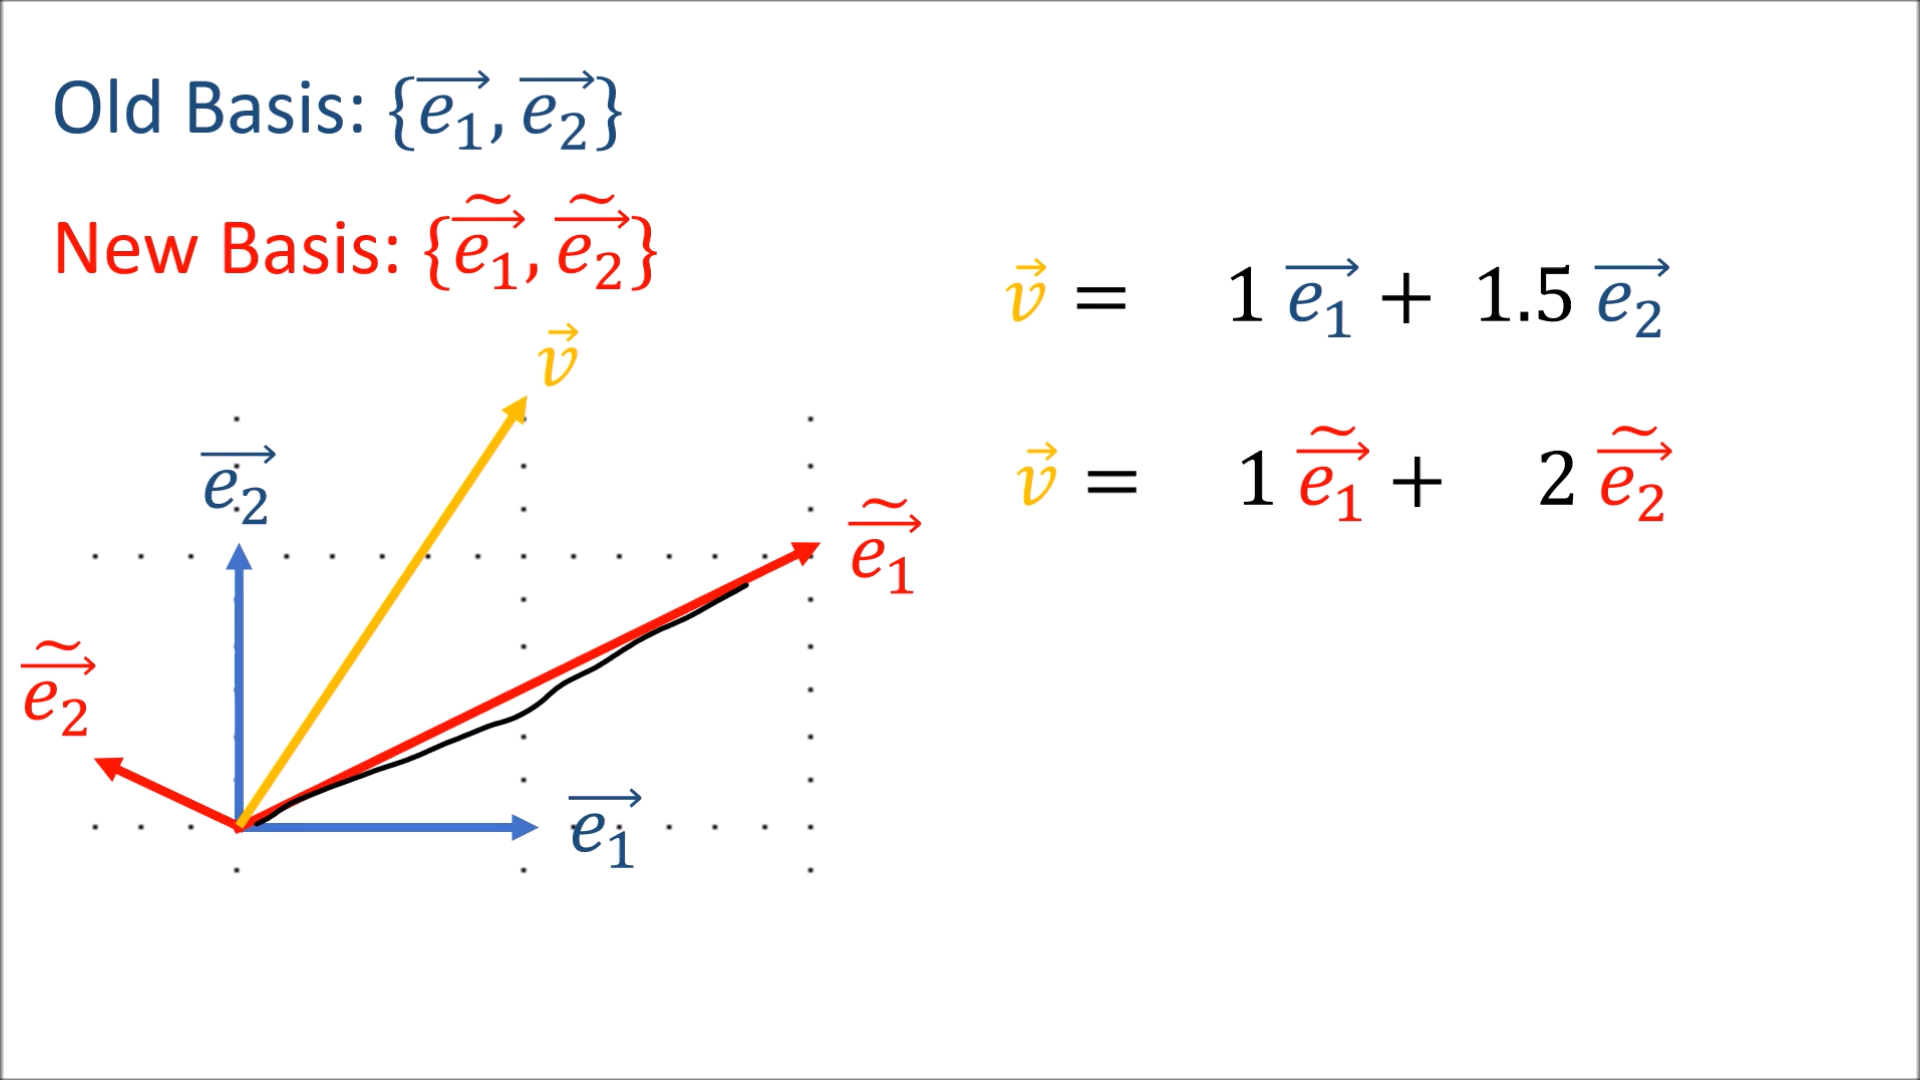 Old Basis: {e₁⃗, e₂⃗}
New Basis: {ẽ₁⃗, ẽ₂⃗}
v⃗ = 1 e₁⃗ + 1.5 e₂⃗
v⃗
v⃗ = 1 ẽ₁⃗ + 2 ẽ₂⃗
e₂⃗
ẽ₁⃗
ẽ₂⃗
e₁⃗